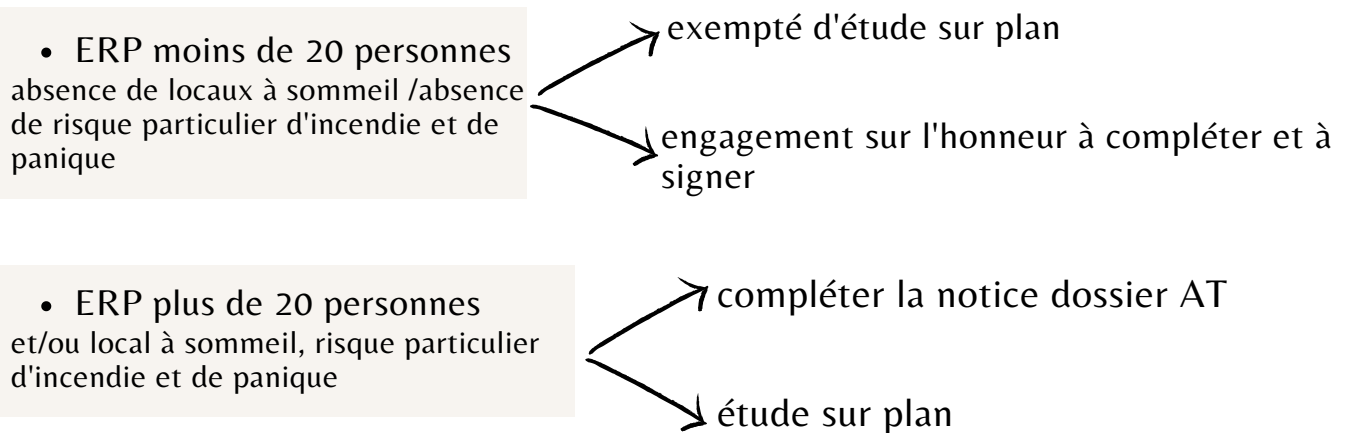 • ERP moins de 20 personnes
absence de locaux à sommeil /absence
de risque particulier d'incendie et de
panique
exempté d'étude sur plan
engagement sur l'honneur à compléter et à
signer
• ERP plus de 20 personnes
et/ou local à sommeil, risque particulier
d'incendie et de panique
compléter la notice dossier AT
étude sur plan